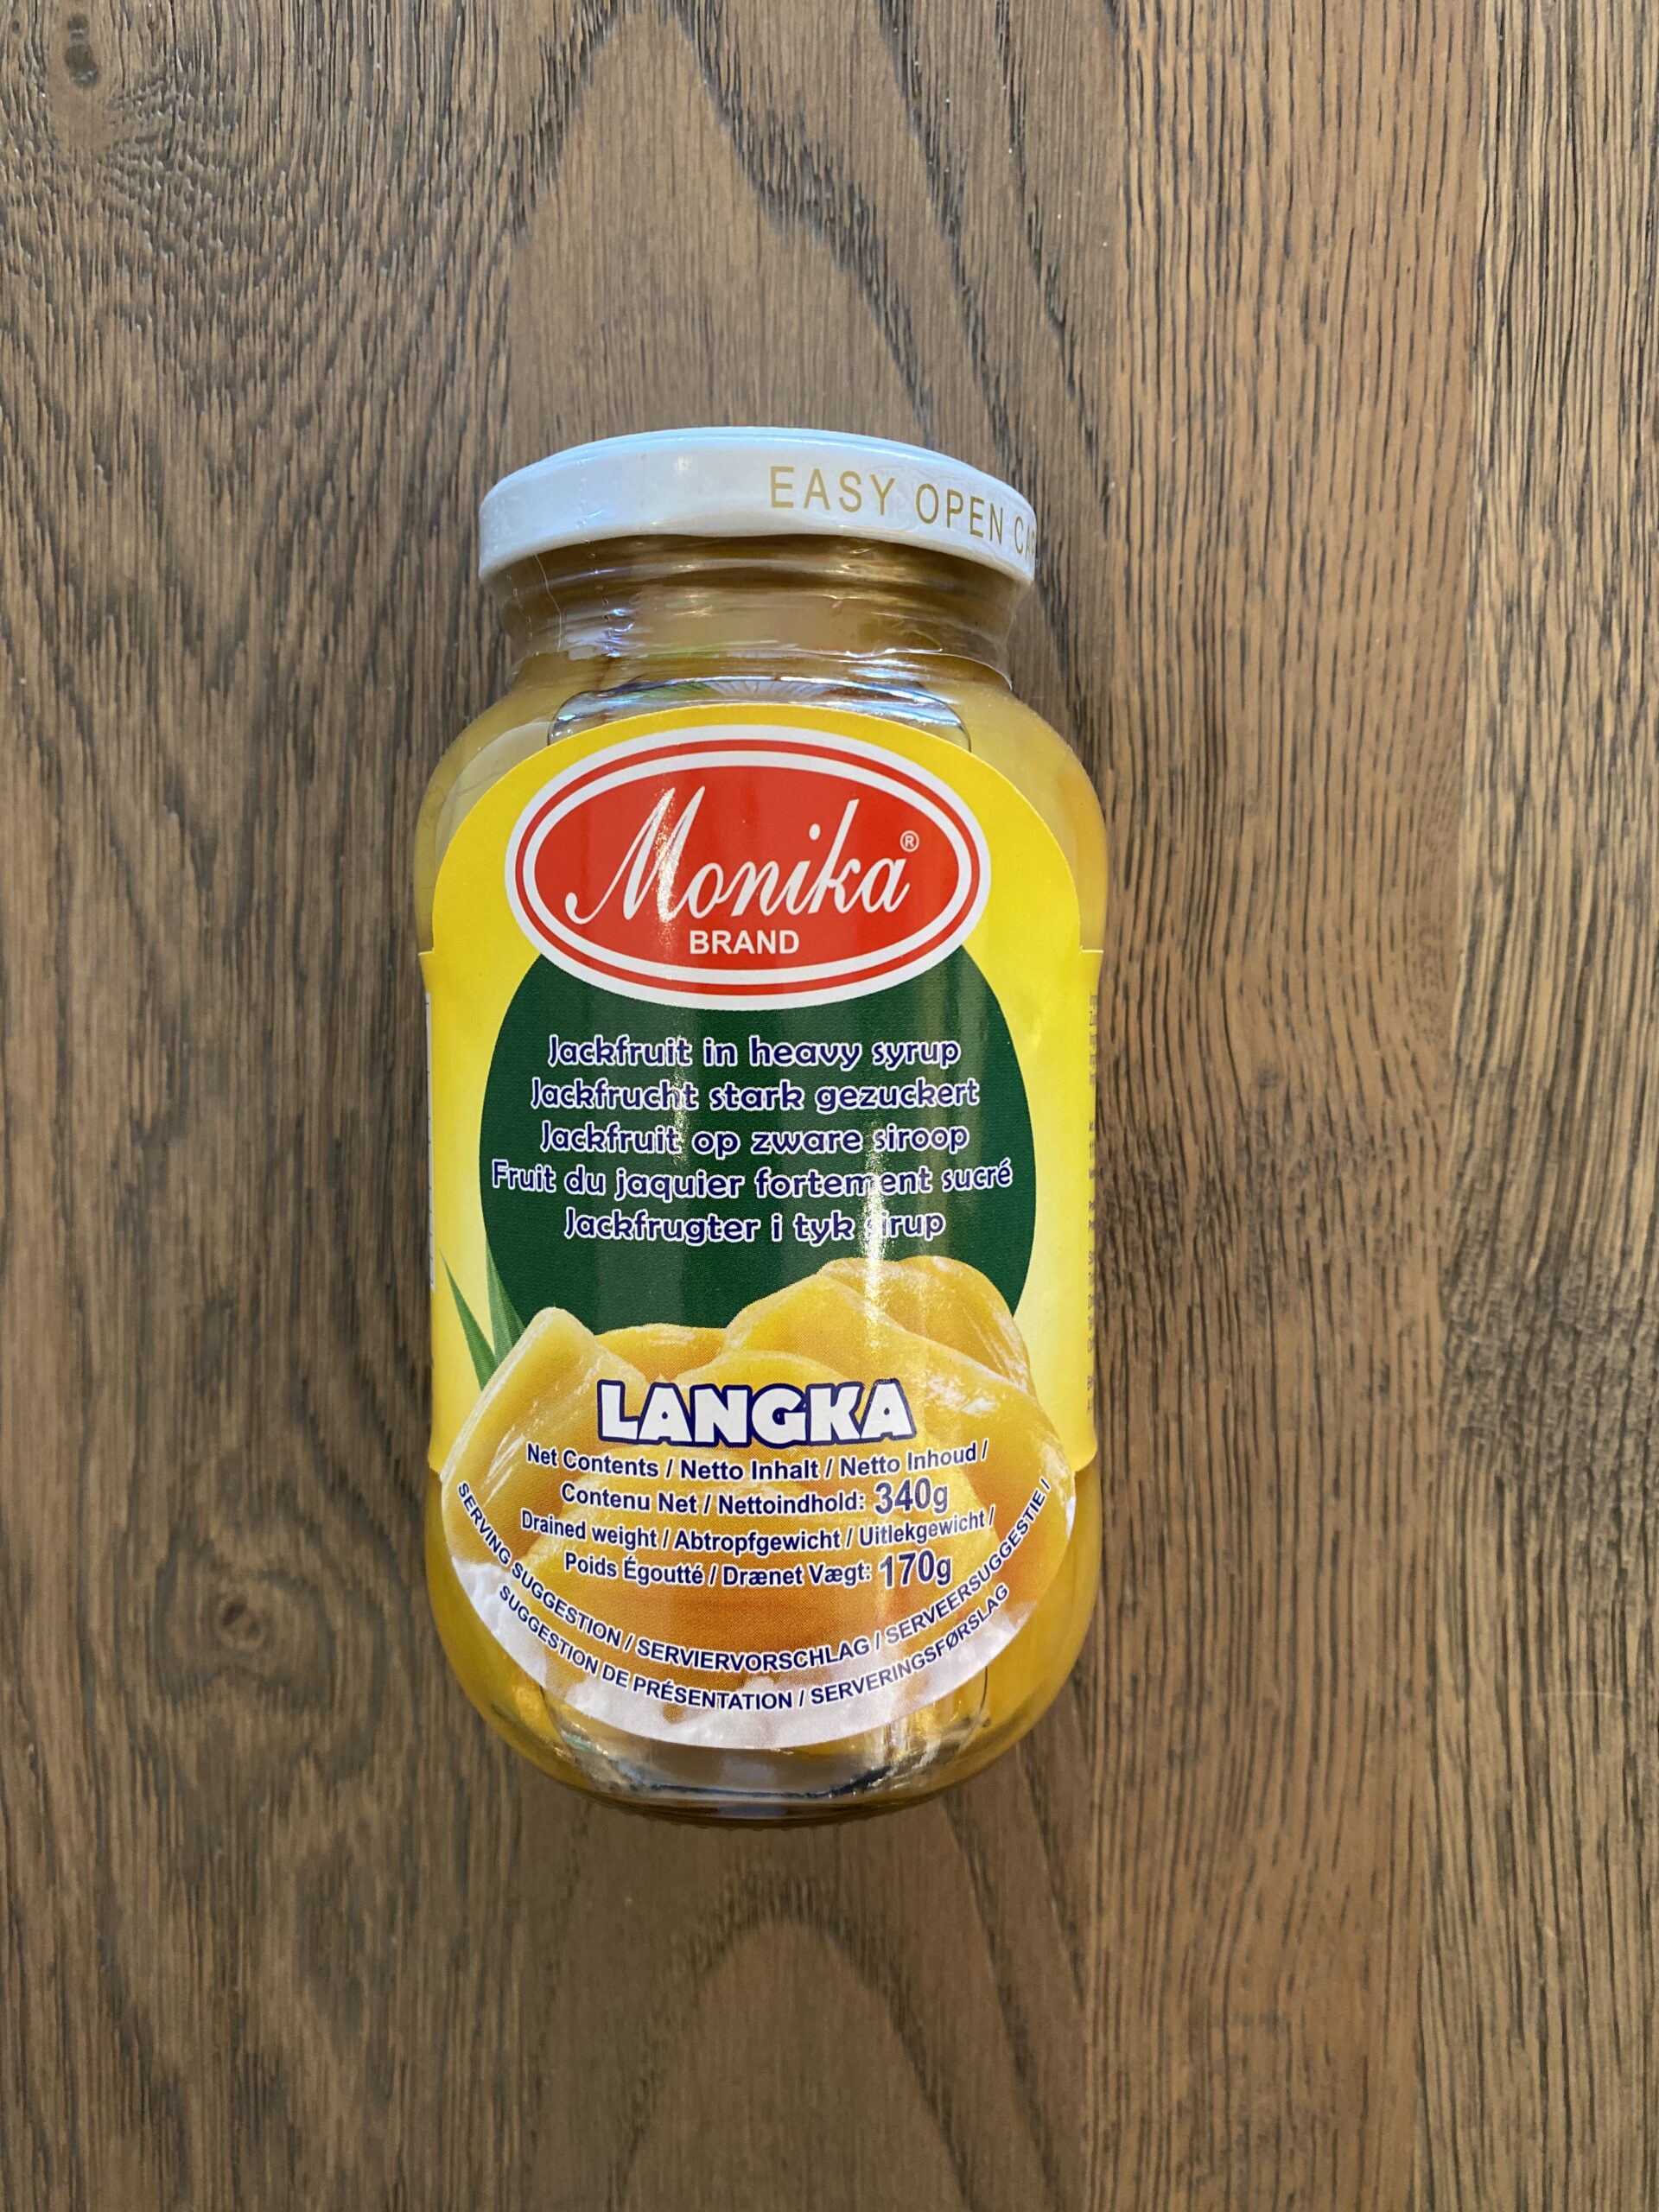 EASY OPEN
Monika®
BRAND
Jackfruit in heavy syrup
Jackfrucht stark gezuckert
Jackfruit op zware siroop
Fruit du jaquier fortement sucré
Jackfrugter i tyk sirup
LANGKA
Net Contents / Netto Inhalt / Netto Inhoud /
Contenu Net / Nettoindhold: 340g
Drained weight / Abtropfgewicht / Uitlekgewicht /
Poids Égoutté / Drænet Vægt: 170g
SERVING SUGGESTION / SERVIERVORSCHLAG / SERVEERSUGGESTIE /
SUGGESTION DE PRÉSENTATION / SERVERINGSFØRSLAG